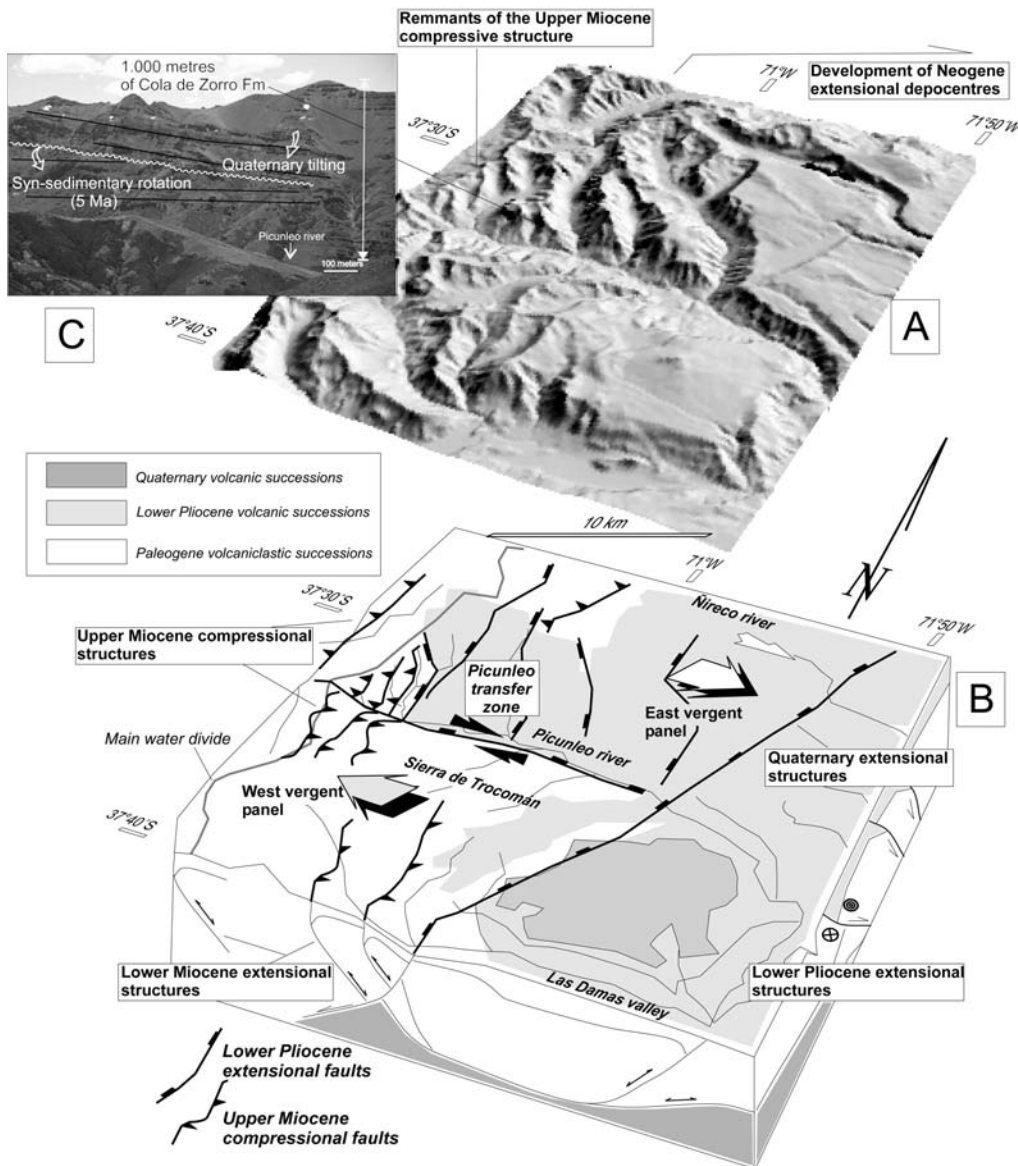 Remnants of the Upper Miocene
compressive structure
1.000 metres
of Cola de Zorro Fm
Quaternary tilting
Syn-sedimentary rotation
(5 Ma)
Picunleo river
100 meters
C
71°W
Development of Neogene
extensional depocentres
71°50'W
37°30'S
37°40'S
A
Quaternary volcanic successions
Lower Pliocene volcanic successions
Paleogene volcaniclastic successions
10 km
N
71°W
71°50'W
37°30'S
Ñireco river
Upper Miocene compressional
structures
Picunleo
transfer
zone
East vergent
panel
B
Main water divide
Picunleo river
Quaternary extensional
structures
Sierra de Trocoman
West vergent
panel
37°40'S
Lower Miocene extensional
structures
Lower Pliocene extensional
structures
Las Damas valley
Lower Pliocene
extensional faults
Upper Miocene
compressional faults